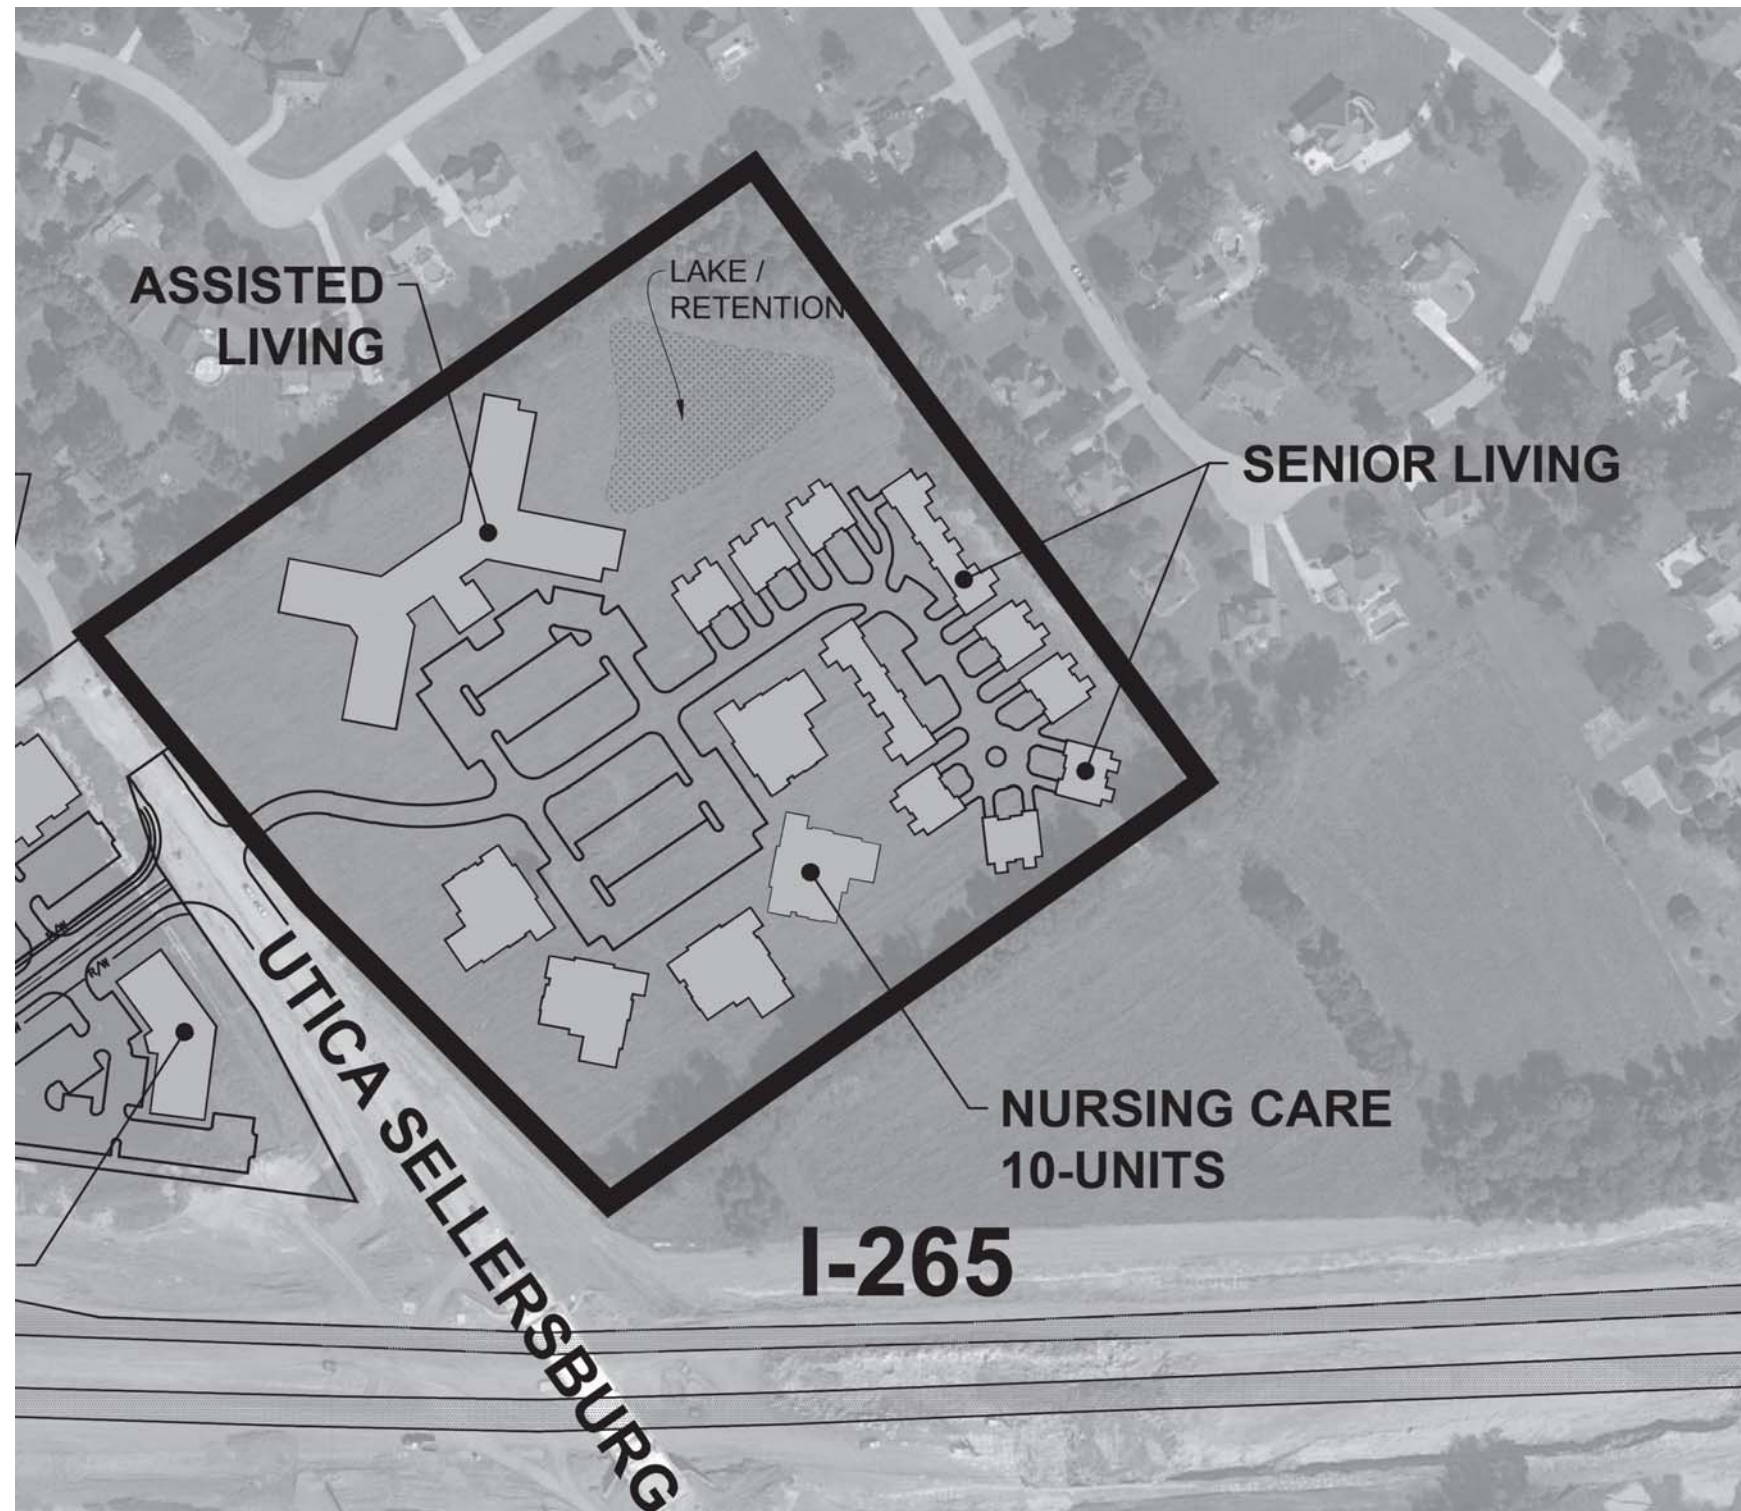 ASSISTED
LIVING
LAKE /
RETENTION
SENIOR LIVING
R/W
R/W
UTICA SELLERSBURG
NURSING CARE
10-UNITS
I-265